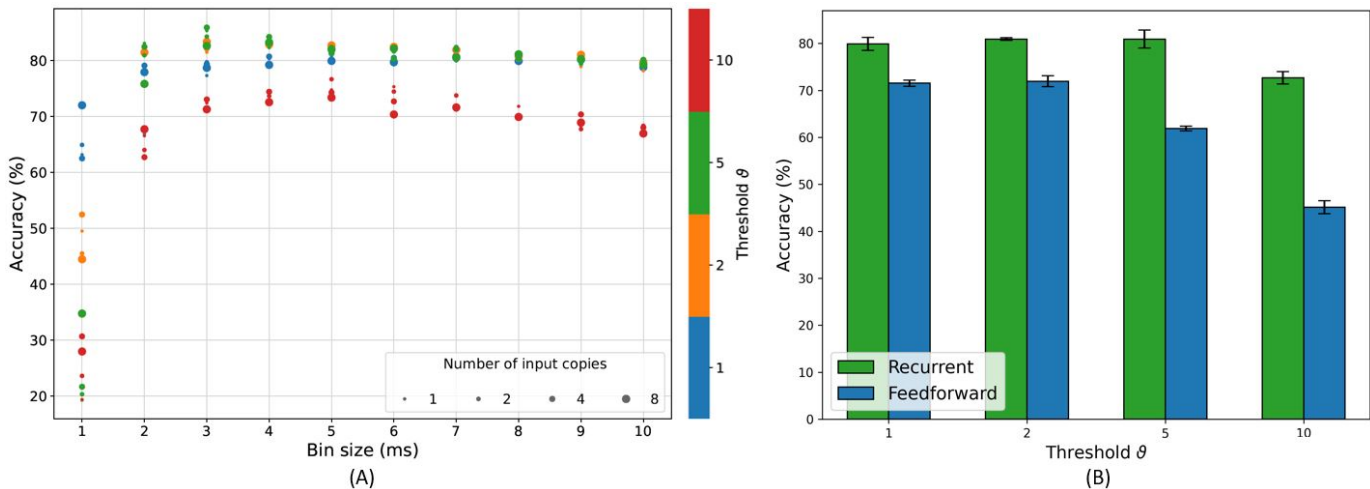 80
70
60
50
40
30
20
Accuracy (%)
1 2 3 4 5 6 7 8 9 10
Bin size (ms)
Number of input copies
1 2 4 8
10
5
2
1
Threshold ϑ
(A)
80
70
60
50
40
30
20
10
0
Accuracy (%)
Recurrent
Feedforward
1 2 5 10
Threshold ϑ
(B)